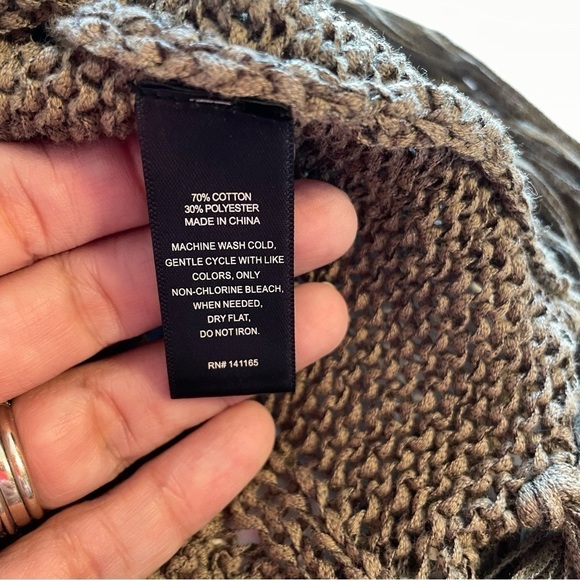 70% COTTON
30% POLYESTER
MADE IN CHINA
MACHINE WASH COLD,
GENTLE CYCLE WITH LIKE
COLORS, ONLY
NON-CHLORINE BLEACH,
WHEN NEEDED,
DRY FLAT,
DO NOT IRON.
RN# 141165